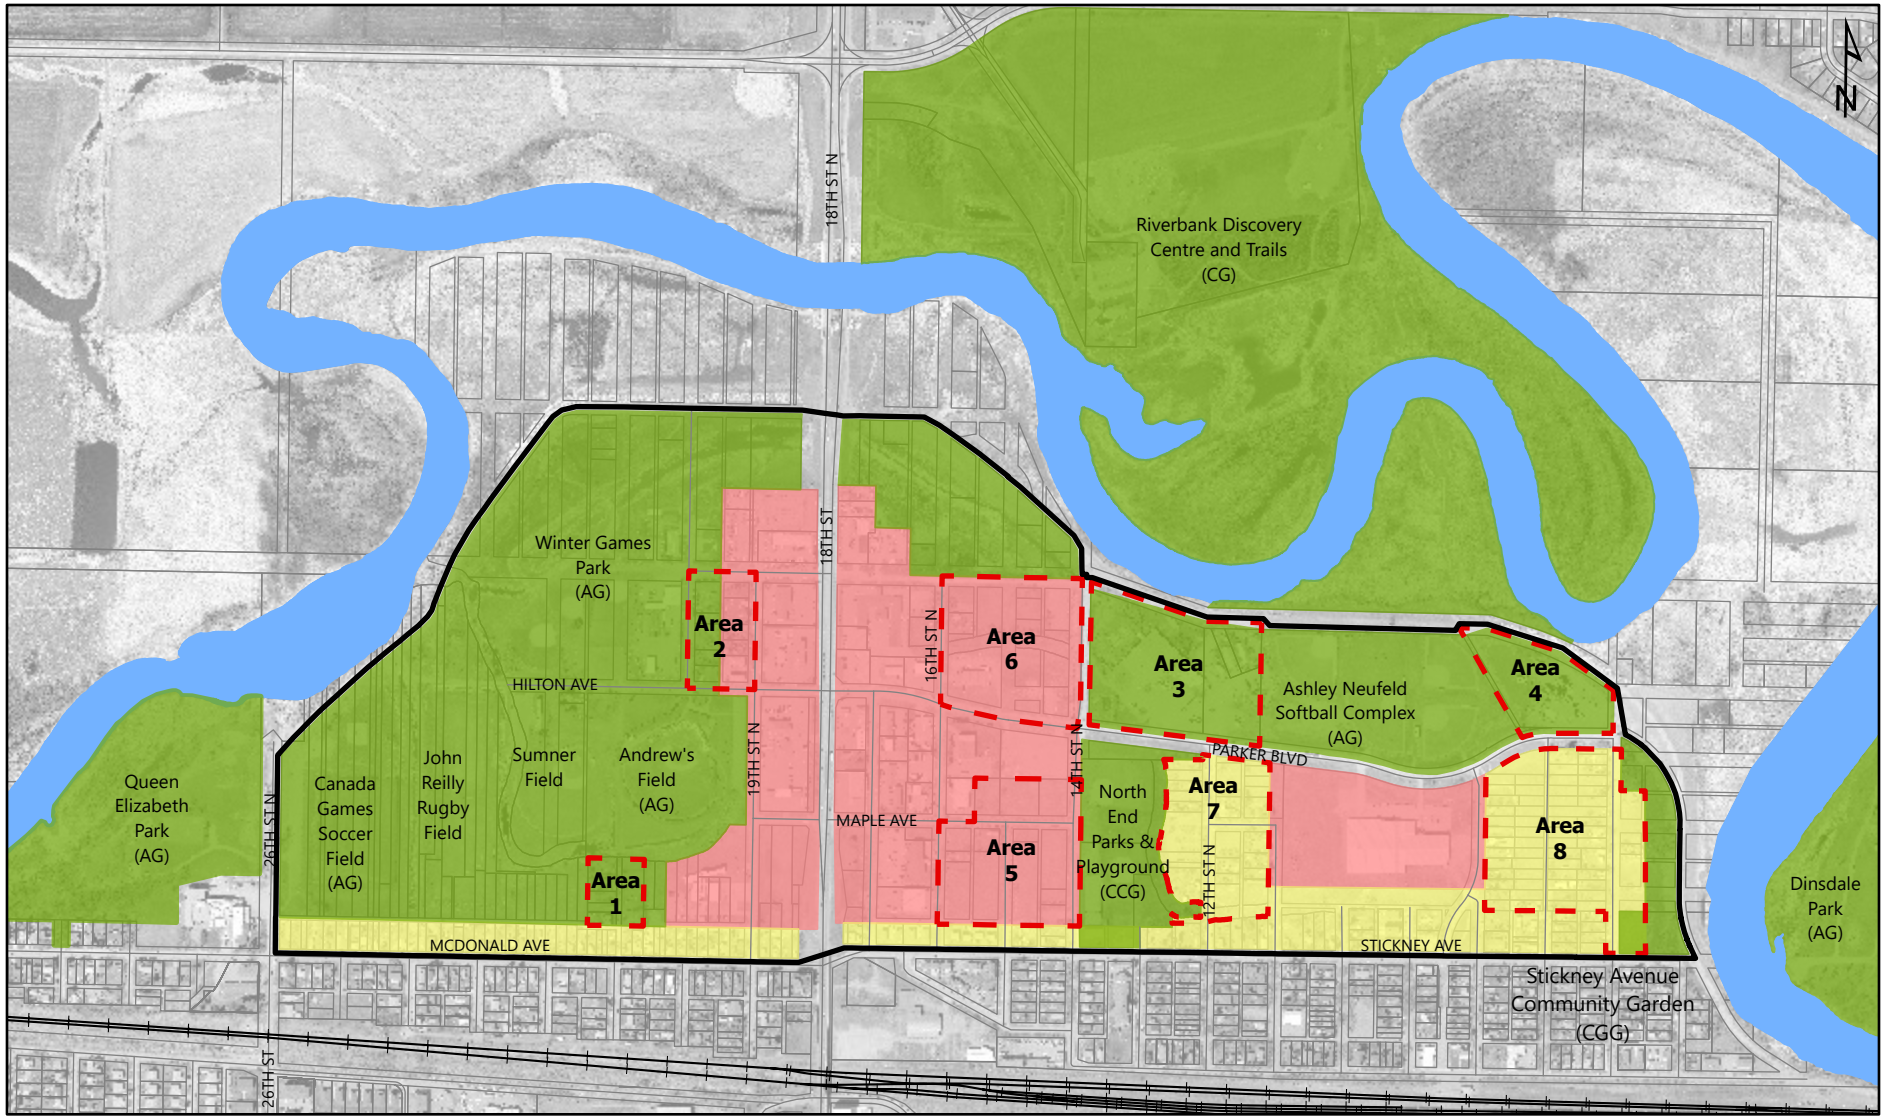 N
18TH ST N
Riverbank Discovery
Centre and Trails
(CG)
Winter Games
Park
(AG)
18TH ST
Area
2
16TH ST N
Area
6
Area
3
Area
4
HILTON AVE
Ashley Neufeld
Softball Complex
(AG)
Queen
Elizabeth
Park
(AG)
26TH ST N
Canada
Games
Soccer
Field
(AG)
John
Reilly
Rugby
Field
Sumner
Field
Andrew's
Field
(AG)
19TH ST N
14TH ST N
PARKER BLVD
North
End
Parks &
Playground
(CCG)
Area
7
MAPLE AVE
Area
5
Area
8
12TH ST N
Area
1
Dinsdale
Park
(AG)
MCDONALD AVE
STICKNEY AVE
Stickney Avenue
Community Garden
(CGG)
26TH ST